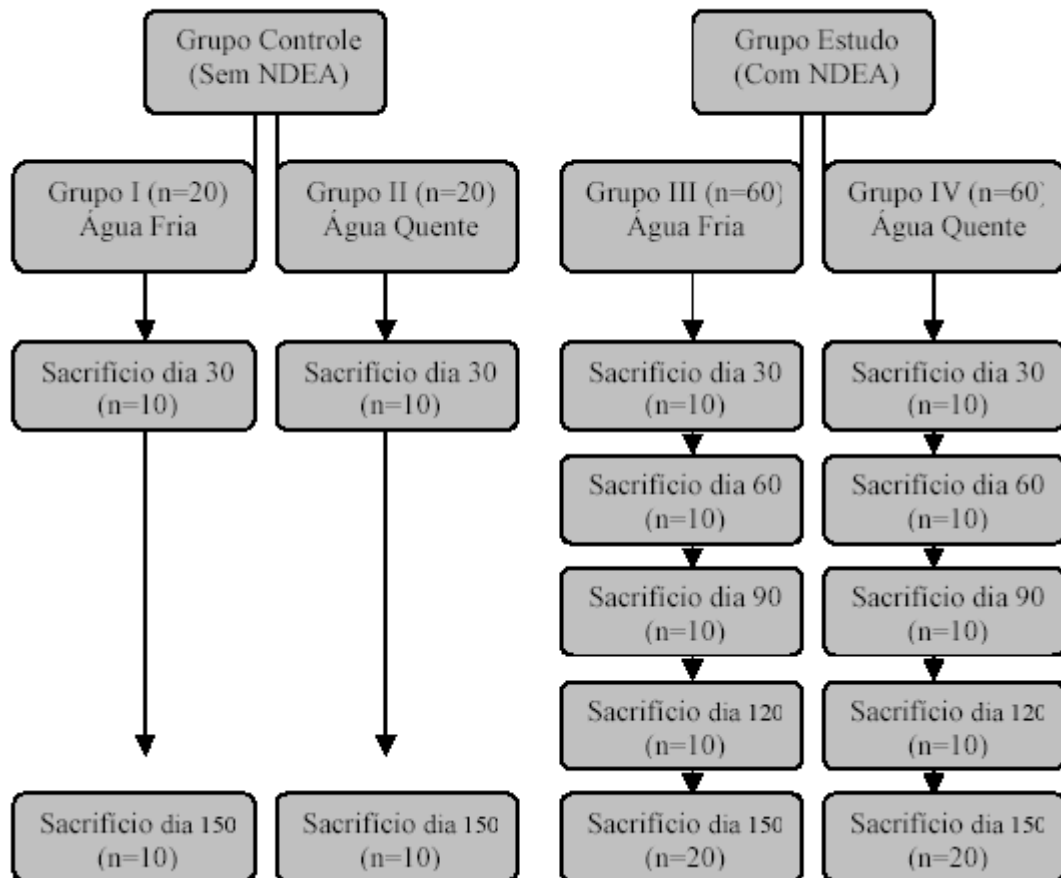 Grupo Controle
(Sem NDEA)
Grupo Estudo
(Com NDEA)
Grupo I (n=20)
Água Fria
Grupo II (n=20)
Água Quente
Grupo III (n=60)
Água Fria
Grupo IV (n=60)
Água Quente
Sacrifício dia 30
(n=10)
Sacrifício dia 30
(n=10)
Sacrifício dia 30
(n=10)
Sacrifício dia 30
(n=10)
Sacrifício dia 60
(n=10)
Sacrifício dia 60
(n=10)
Sacrifício dia 90
(n=10)
Sacrifício dia 90
(n=10)
Sacrifício dia 120
(n=10)
Sacrifício dia 120
(n=10)
Sacrifício dia 150
(n=10)
Sacrifício dia 150
(n=10)
Sacrifício dia 150
(n=20)
Sacrifício dia 150
(n=20)